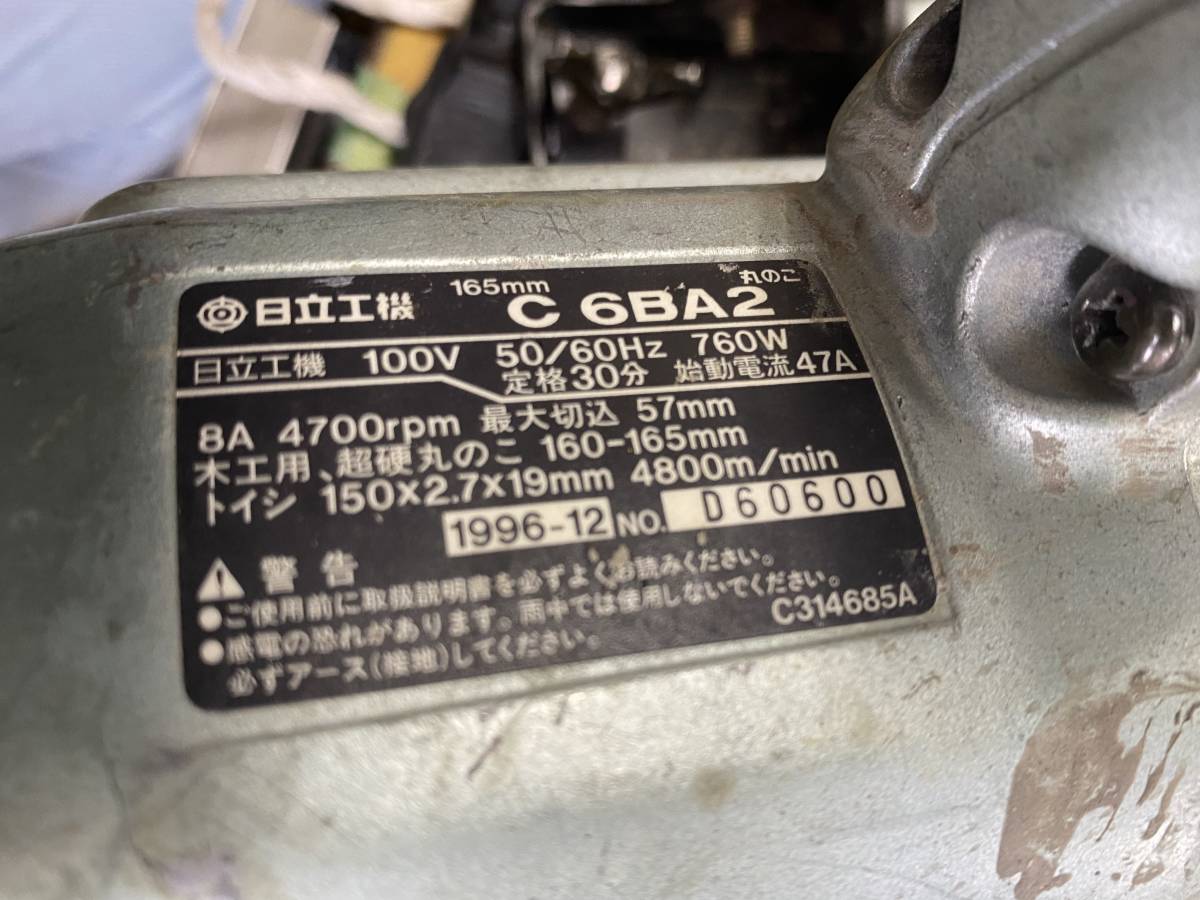 日立工機 165mm C 6BA2 丸のこ
日立工機 100V 50/60Hz 760W
定格30分 始動電流47A
8A 4700rpm 最大切込 57mm
木工用、超硬丸のこ 160-165mm
トイシ 150×2.7×19mm 4800m/min
1996-12 NO. D60600
警告
●ご使用前に取扱説明書を必ずよくお読みください。
●感電の恐れがあります。雨中では使用しないでください。
必ずアース(接地)してください。
C314685A